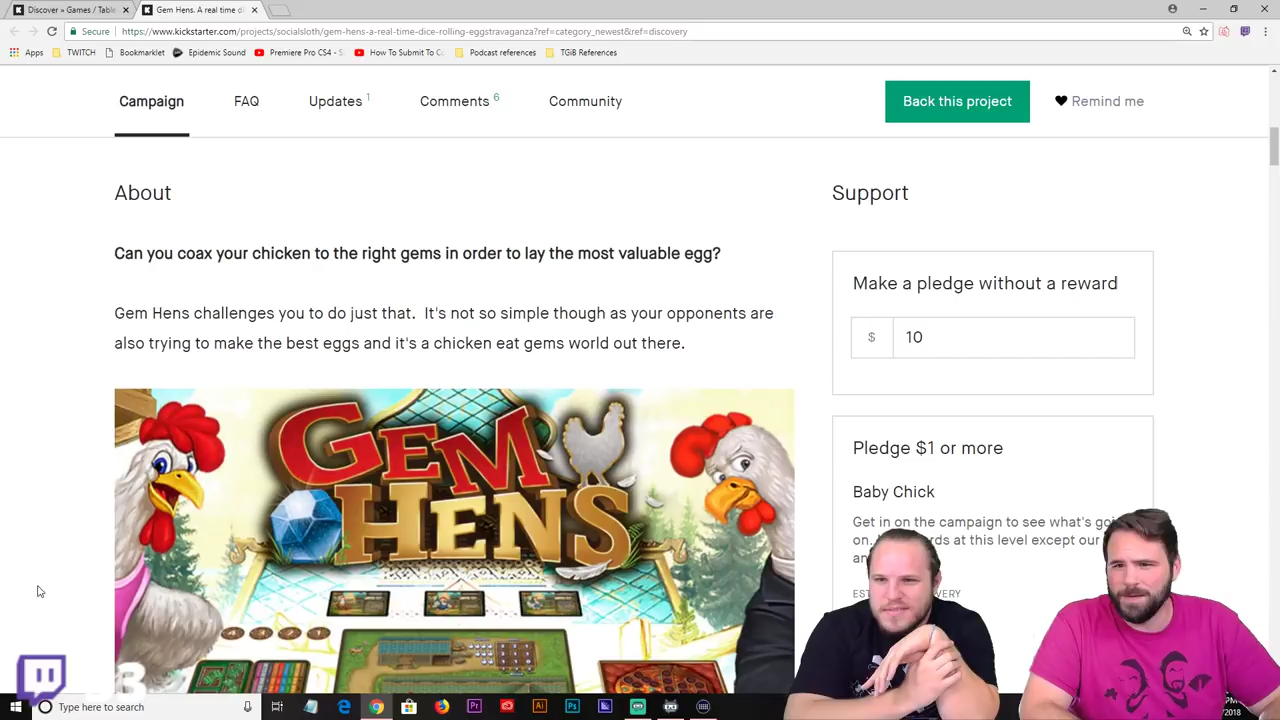 Discover » Games / Table
Gem Hens. A real time di
Secure
https://www.kickstarter.com/projects/socialsloth/gem-hens-a-real-time-dice-rolling-eggstravaganza?ref=category_newest&ref=discovery
Apps
TWITCH
Bookmarklet
Epidemic Sound
Premiere Pro CS4 -
How To Submit To C
Podcast references
TGiB References
Campaign
FAQ
Updates 1
Comments 6
Community
Back this project
Remind me
About
Support
Can you coax your chicken to the right gems in order to lay the most valuable egg?
Gem Hens challenges you to do just that. It's not so simple though as your opponents are
also trying to make the best eggs and it's a chicken eat gems world out there.
GEM
HENS
4 3 2 1
Make a pledge without a reward
$ 10
Pledge $1 or more
Baby Chick
Get in on the campaign to see what's
on.
at this level except our
Type here to search